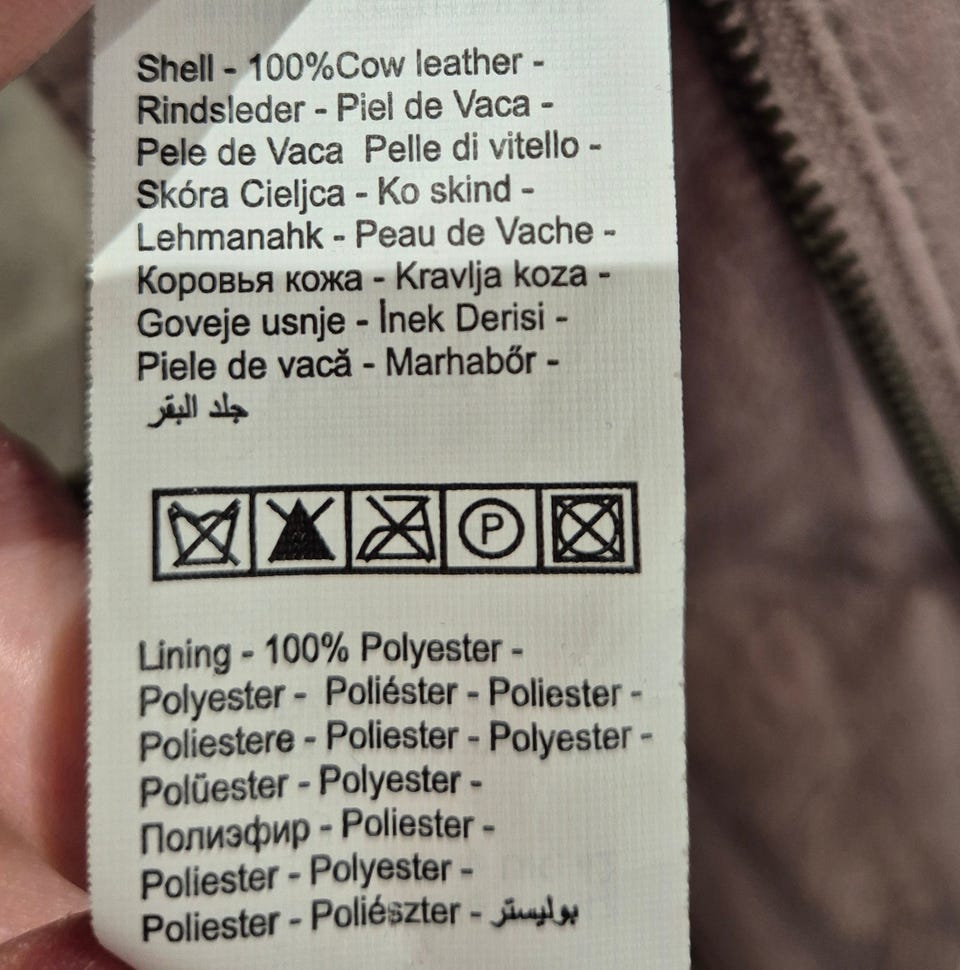 Shell - 100%Cow leather -
Rindsleder - Piel de Vaca -
Pele de Vaca Pelle di vitello -
Skóra Cieljca - Ko skind -
Lehmanahk - Peau de Vache -
Коровья кожа - Kravlja koza -
Goveje usnje - İnek Derisi -
Piele de vacă - Marhabőr -
جلد البقر
P
Lining - 100% Polyester -
Polyester - Poliéster - Poliester -
Poliestere - Poliester - Polyester -
Polüester - Polyester -
Полиэфир - Poliester -
Poliester - Polyester -
Poliester - Poliészter - بوليستر